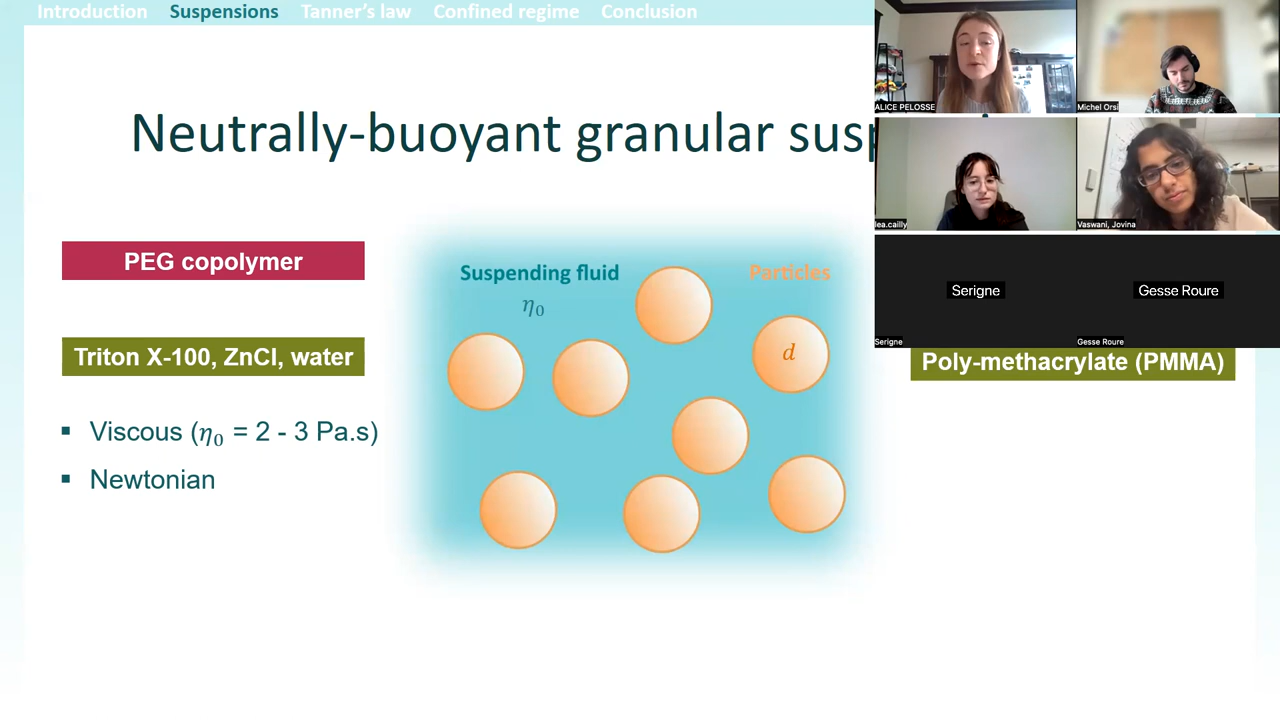 Introduction Suspensions Tanner's law Confined regime Conclusion
Neutrally-buoyant granular
PEG copolymer
Triton X-100, ZnCl, water
Viscous (η₀ = 2 - 3 Pa.s)
Newtonian
Suspending fluid
η₀
Particles
d
Poly-methacrylate (PMMA)
ALICE PELOSSE
Michel Orsi
lea.cailly
Vaswani, Jovina
Serigne
Gesse Roure
Serigne
Gesse Roure